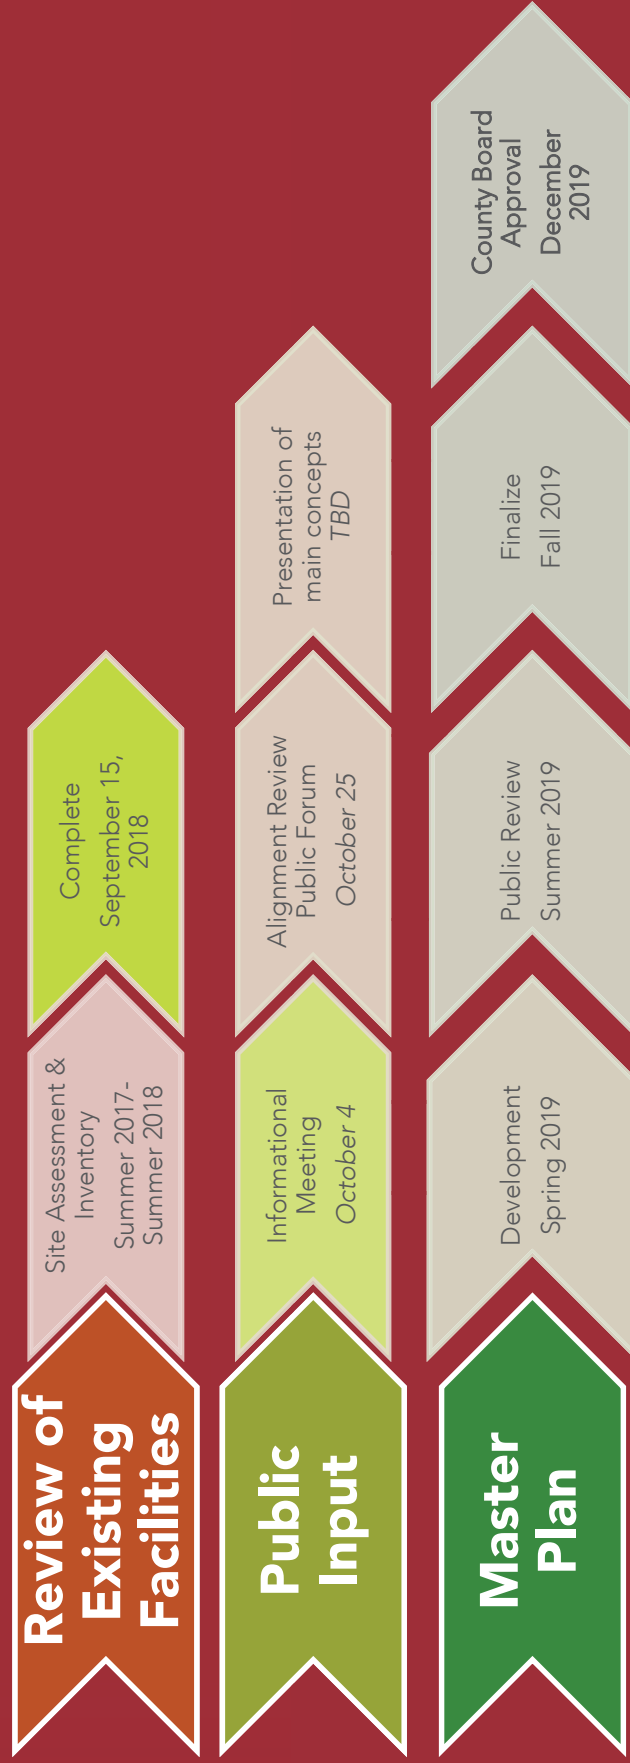 Review of
Existing
Facilities
Site Assessment &
Inventory
Summer 2017-
Summer 2018
Complete
September 15,
2018
Public
Input
Informational
Meeting
October 4
Alignment Review
Public Forum
October 25
Presentation of
main concepts
TBD
Master
Plan
Development
Spring 2019
Public Review
Summer 2019
Finalize
Fall 2019
County Board
Approval
December
2019